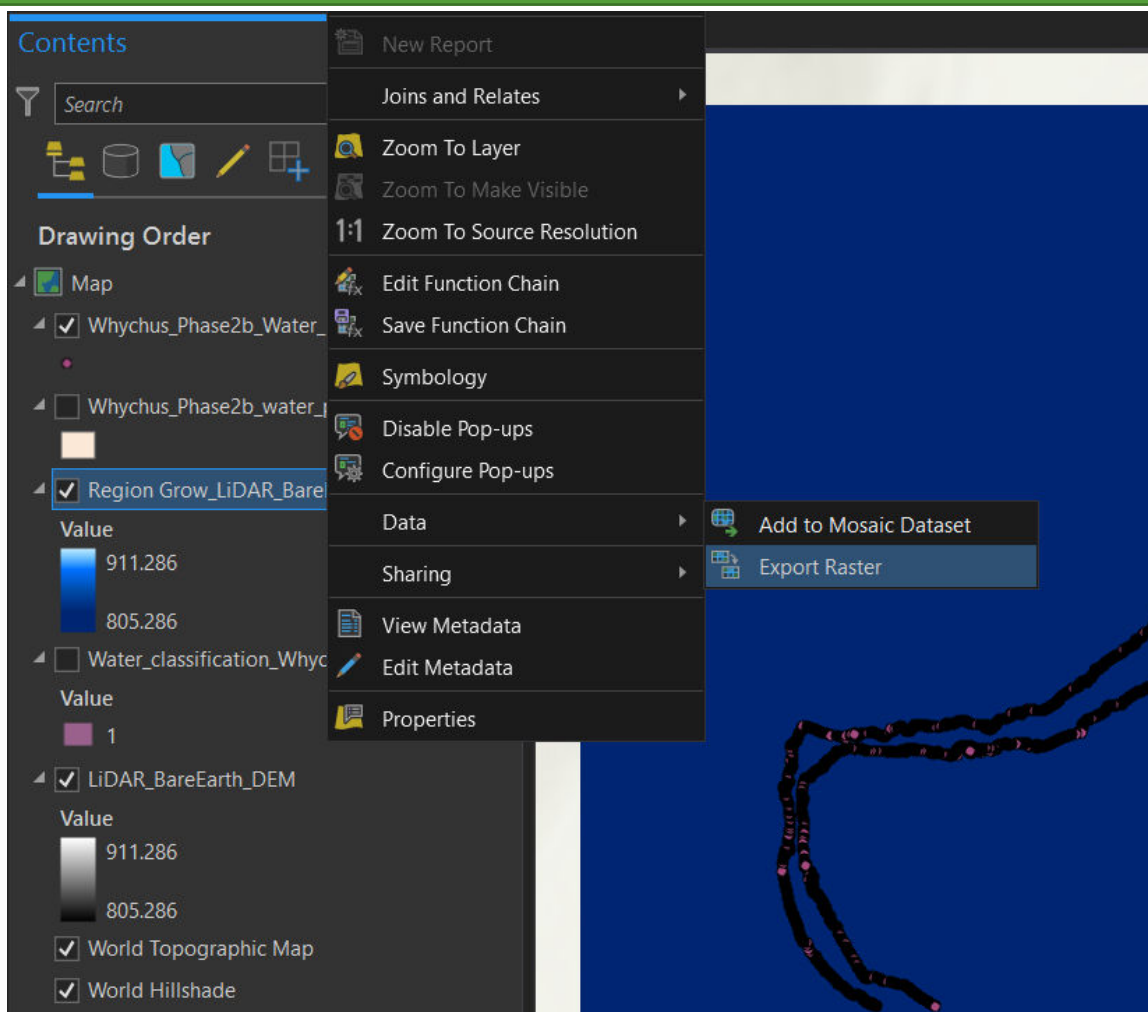 Contents
Search
Drawing Order
Map
Whychus_Phase2b_Water_
Whychus_Phase2b_water_
Region Grow_LiDAR_Bare
Value
911.286
805.286
Water_classification_Whyc
Value
1
LiDAR_BareEarth_DEM
Value
911.286
805.286
World Topographic Map
World Hillshade
New Report
Joins and Relates
Zoom To Layer
Zoom To Make Visible
1:1 Zoom To Source Resolution
Edit Function Chain
Save Function Chain
Symbology
Disable Pop-ups
Configure Pop-ups
Data
Sharing
View Metadata
Edit Metadata
Properties
Add to Mosaic Dataset
Export Raster